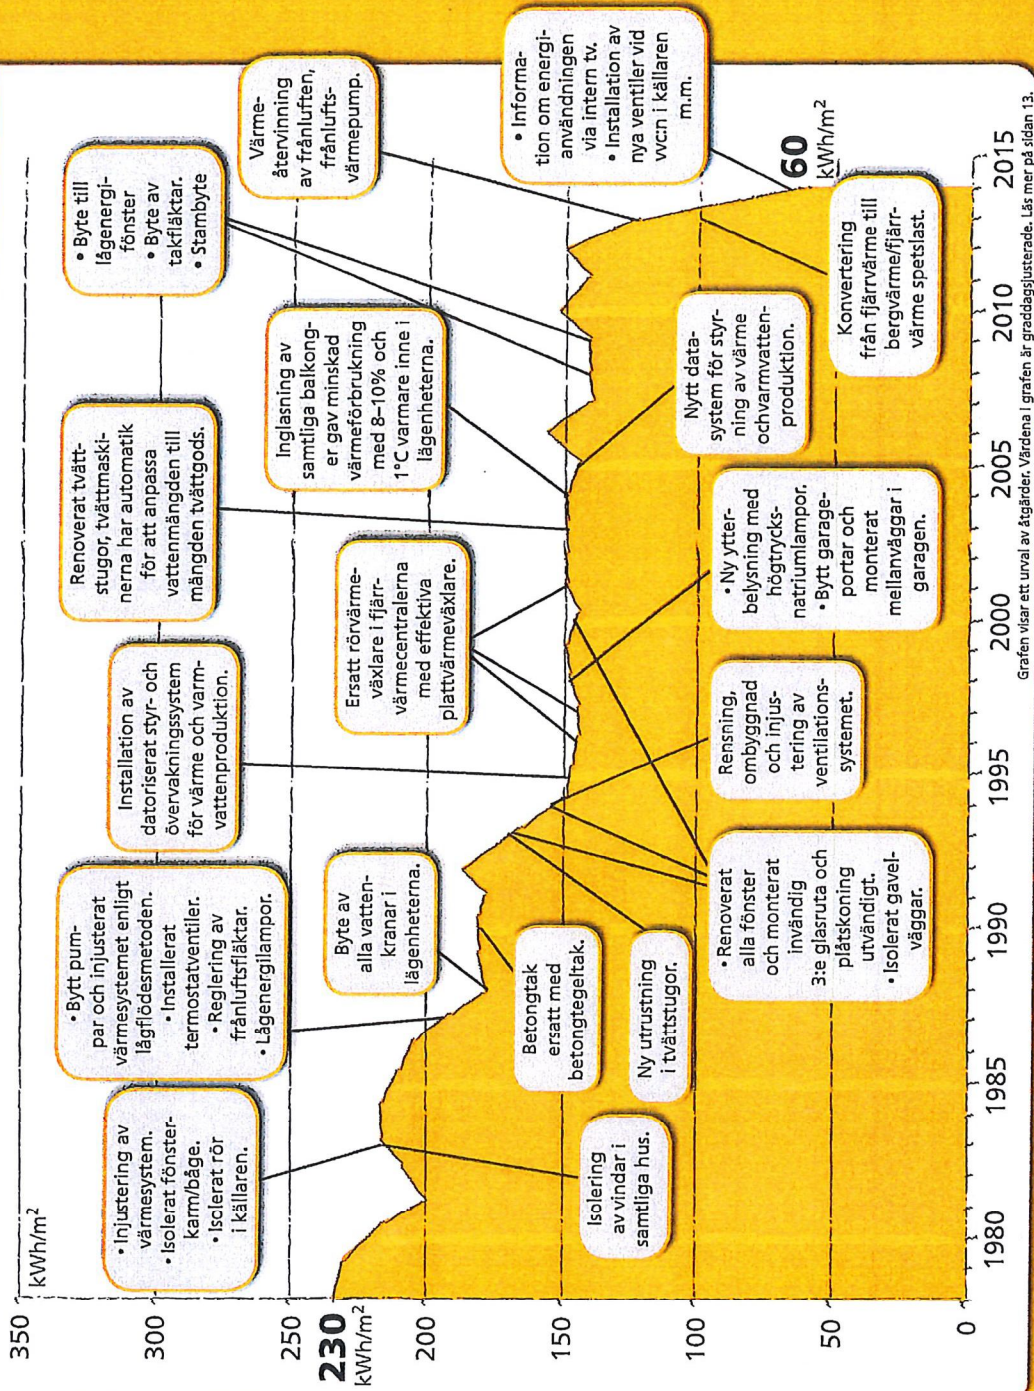 350
kWh/m²
300
250
230
kWh/m²
200
150
100
50
0
• Injustering av
värmesystem.
• Isolerat fönster-
karm/båge.
• Isolerat rör
i källaren.
• Bytt pum-
par och injusterat
värmesystemet enligt
lågflödesmetoden.
• Installerat
termostatventiler.
• Reglering av
frånluftsfläktar.
• Lågenergilampor.
Installation av
datoriserat styr- och
övervakningssystem
för värme och varm-
vattenproduktion.
Renoverat tvätt-
stugor, tvättmaski-
nerna har automatik
för att anpassa
vattenmängden till
mängden tvättgods.
• Byte till
lågenergi-
fönster
• Byte av
takfläktar.
• Stambyte
Värme-
återvinning
av frånluften,
frånlufts-
värmepump.
Byte av
alla vatten-
kranar i
lägenheterna.
Ersatt rörvärme-
växlare i fjärr-
värmecentralerna
med effektiva
plattvärmeväxlare.
Inglasning av
samtliga balkong-
er gav minskad
värmeförbrukning
med 8–10% och
1°C varmare inne i
lägenheterna.
• Informa-
tion om energi-
användningen
via intern tv.
• Installation av
nya ventiler vid
vvc:n i källaren
m.m.
Isolering
av vindar i
samtliga hus.
Betongtak
ersatt med
betongtegeltak.
Ny utrustning
i tvättstugor.
• Renoverat
alla fönster
och monterat
invändig
3:e glasruta och
plåtskoning
utvändigt.
• Isolerat gavel-
väggar.
Rensning,
ombyggnad
och injus-
tering av
ventilations-
systemet.
• Ny ytter-
belysning med
högtrycks-
natriumlampor.
• Bytt garage-
portar och
monterat
mellanväggar i
garagen.
Nytt data-
system för styr-
ning av värme
ochvarmvatten-
produktion.
Konvertering
från fjärrvärme till
bergvärme/fjärr-
värme spetslast.
60
kWh/m²
1980
1985
1990
1995
2000
2005
2010
2015
Grafen visar ett urval av åtgärder. Värdena i grafen är graddagsjusterade. Läs mer på sidan 13.